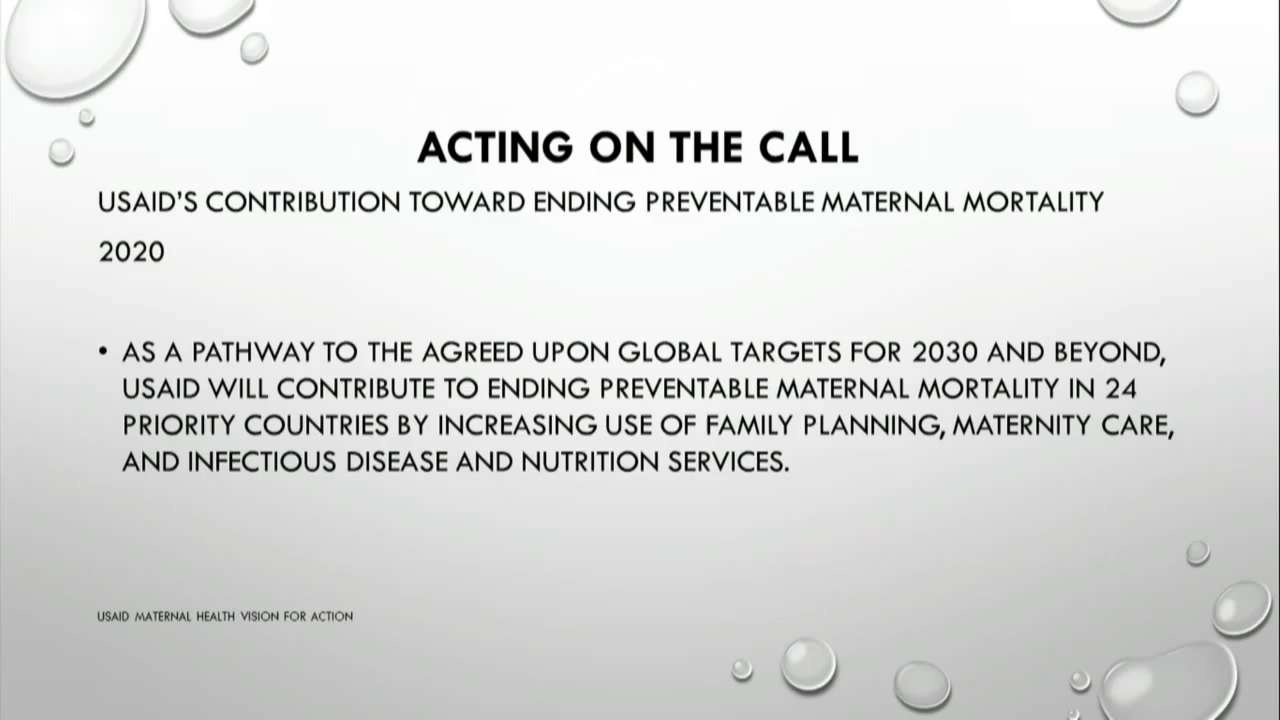 ACTING ON THE CALL
USAID'S CONTRIBUTION TOWARD ENDING PREVENTABLE MATERNAL MORTALITY
2020
• AS A PATHWAY TO THE AGREED UPON GLOBAL TARGETS FOR 2030 AND BEYOND,
USAID WILL CONTRIBUTE TO ENDING PREVENTABLE MATERNAL MORTALITY IN 24
PRIORITY COUNTRIES BY INCREASING USE OF FAMILY PLANNING, MATERNITY CARE,
AND INFECTIOUS DISEASE AND NUTRITION SERVICES.
USAID MATERNAL HEALTH VISION FOR ACTION